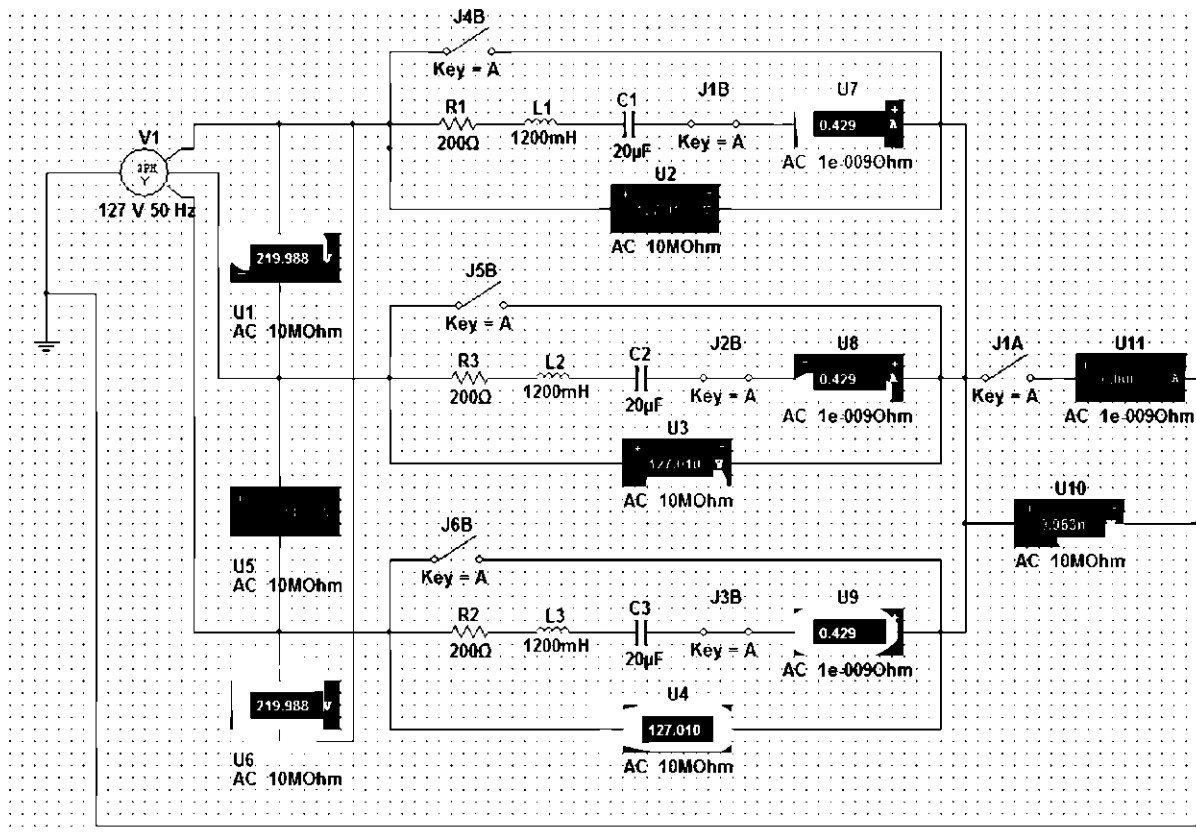 J4B
Key = A
R1
200Ω
L1
1200mH
C1
20µF
J1B
Key = A
U7
0.429
A
AC 1e-009Ohm
V1
3PH
Y
127 V 50 Hz
U2
AC 10MOhm
219.988
V
U1
AC 10MOhm
J5B
Key = A
R3
200Ω
L2
1200mH
C2
20µF
J2B
Key = A
U8
0.429
A
AC 1e-009Ohm
J1A
Key = A
U11
A
AC 1e-009Ohm
U3
127.010
V
AC 10MOhm
U5
AC 10MOhm
U10
AC 10MOhm
J6B
Key = A
R2
200Ω
L3
1200mH
C3
20µF
J3B
Key = A
U9
0.429
AC 1e-009Ohm
U4
127.010
AC 10MOhm
219.988
V
U6
AC 10MOhm